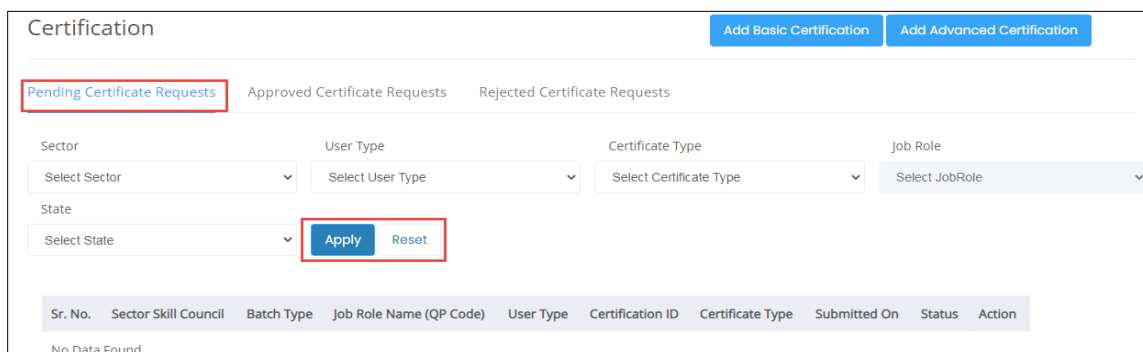 Certification
Add Basic Certification Add Advanced Certification
Pending Certificate Requests Approved Certificate Requests Rejected Certificate Requests
Sector User Type Certificate Type Job Role
Select Sector Select User Type Select Certificate Type Select JobRole
State
Select State Apply Reset
Sr. No. Sector Skill Council Batch Type Job Role Name (QP Code) User Type Certification ID Certificate Type Submitted On Status Action
No Data Found